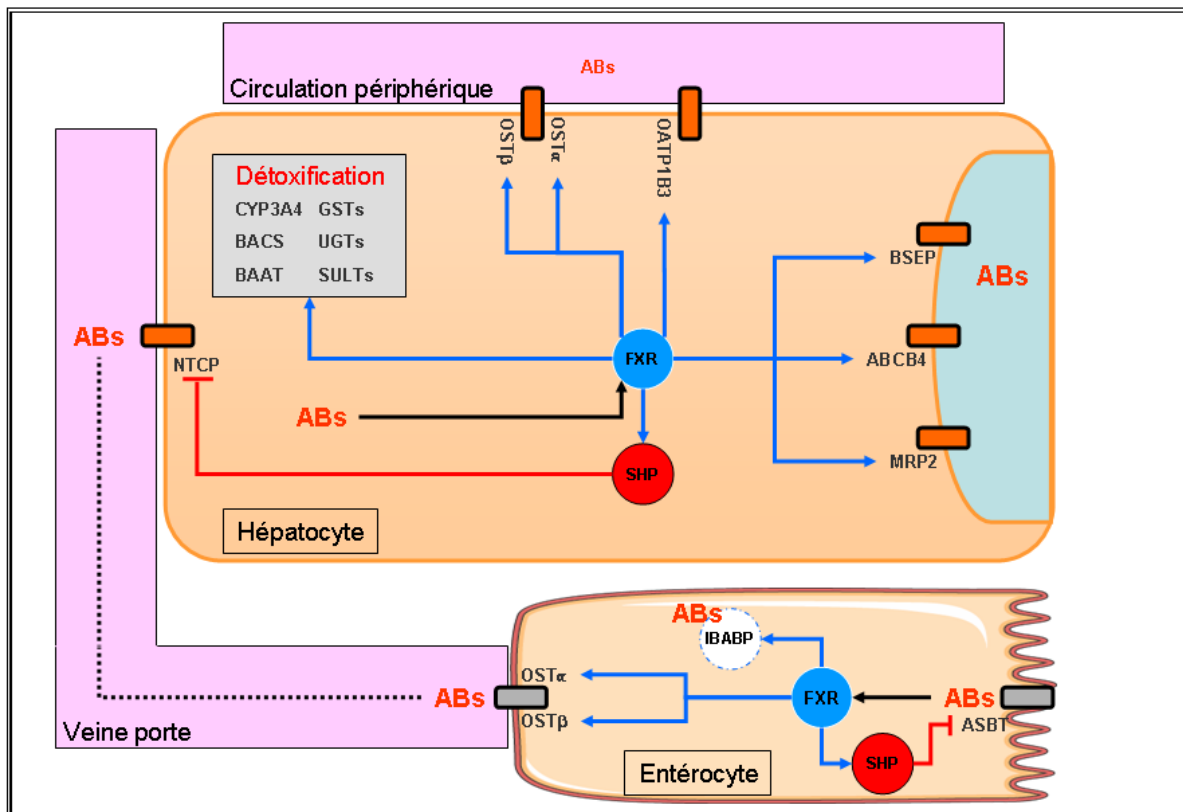 ABs
Circulation périphérique
OSTβ
OSTα
OATP1B3
Détoxification
CYP3A4 GSTs
BACS UGTs
BAAT SULTs
BSEP
ABs
ABs
NTCP
FXR
ABCB4
ABs
SHP
MRP2
Hépatocyte
ABs
IBABP
OSTα
ABs
FXR
ABs
OSTβ
ASBT
Veine porte
SHP
Entérocyte